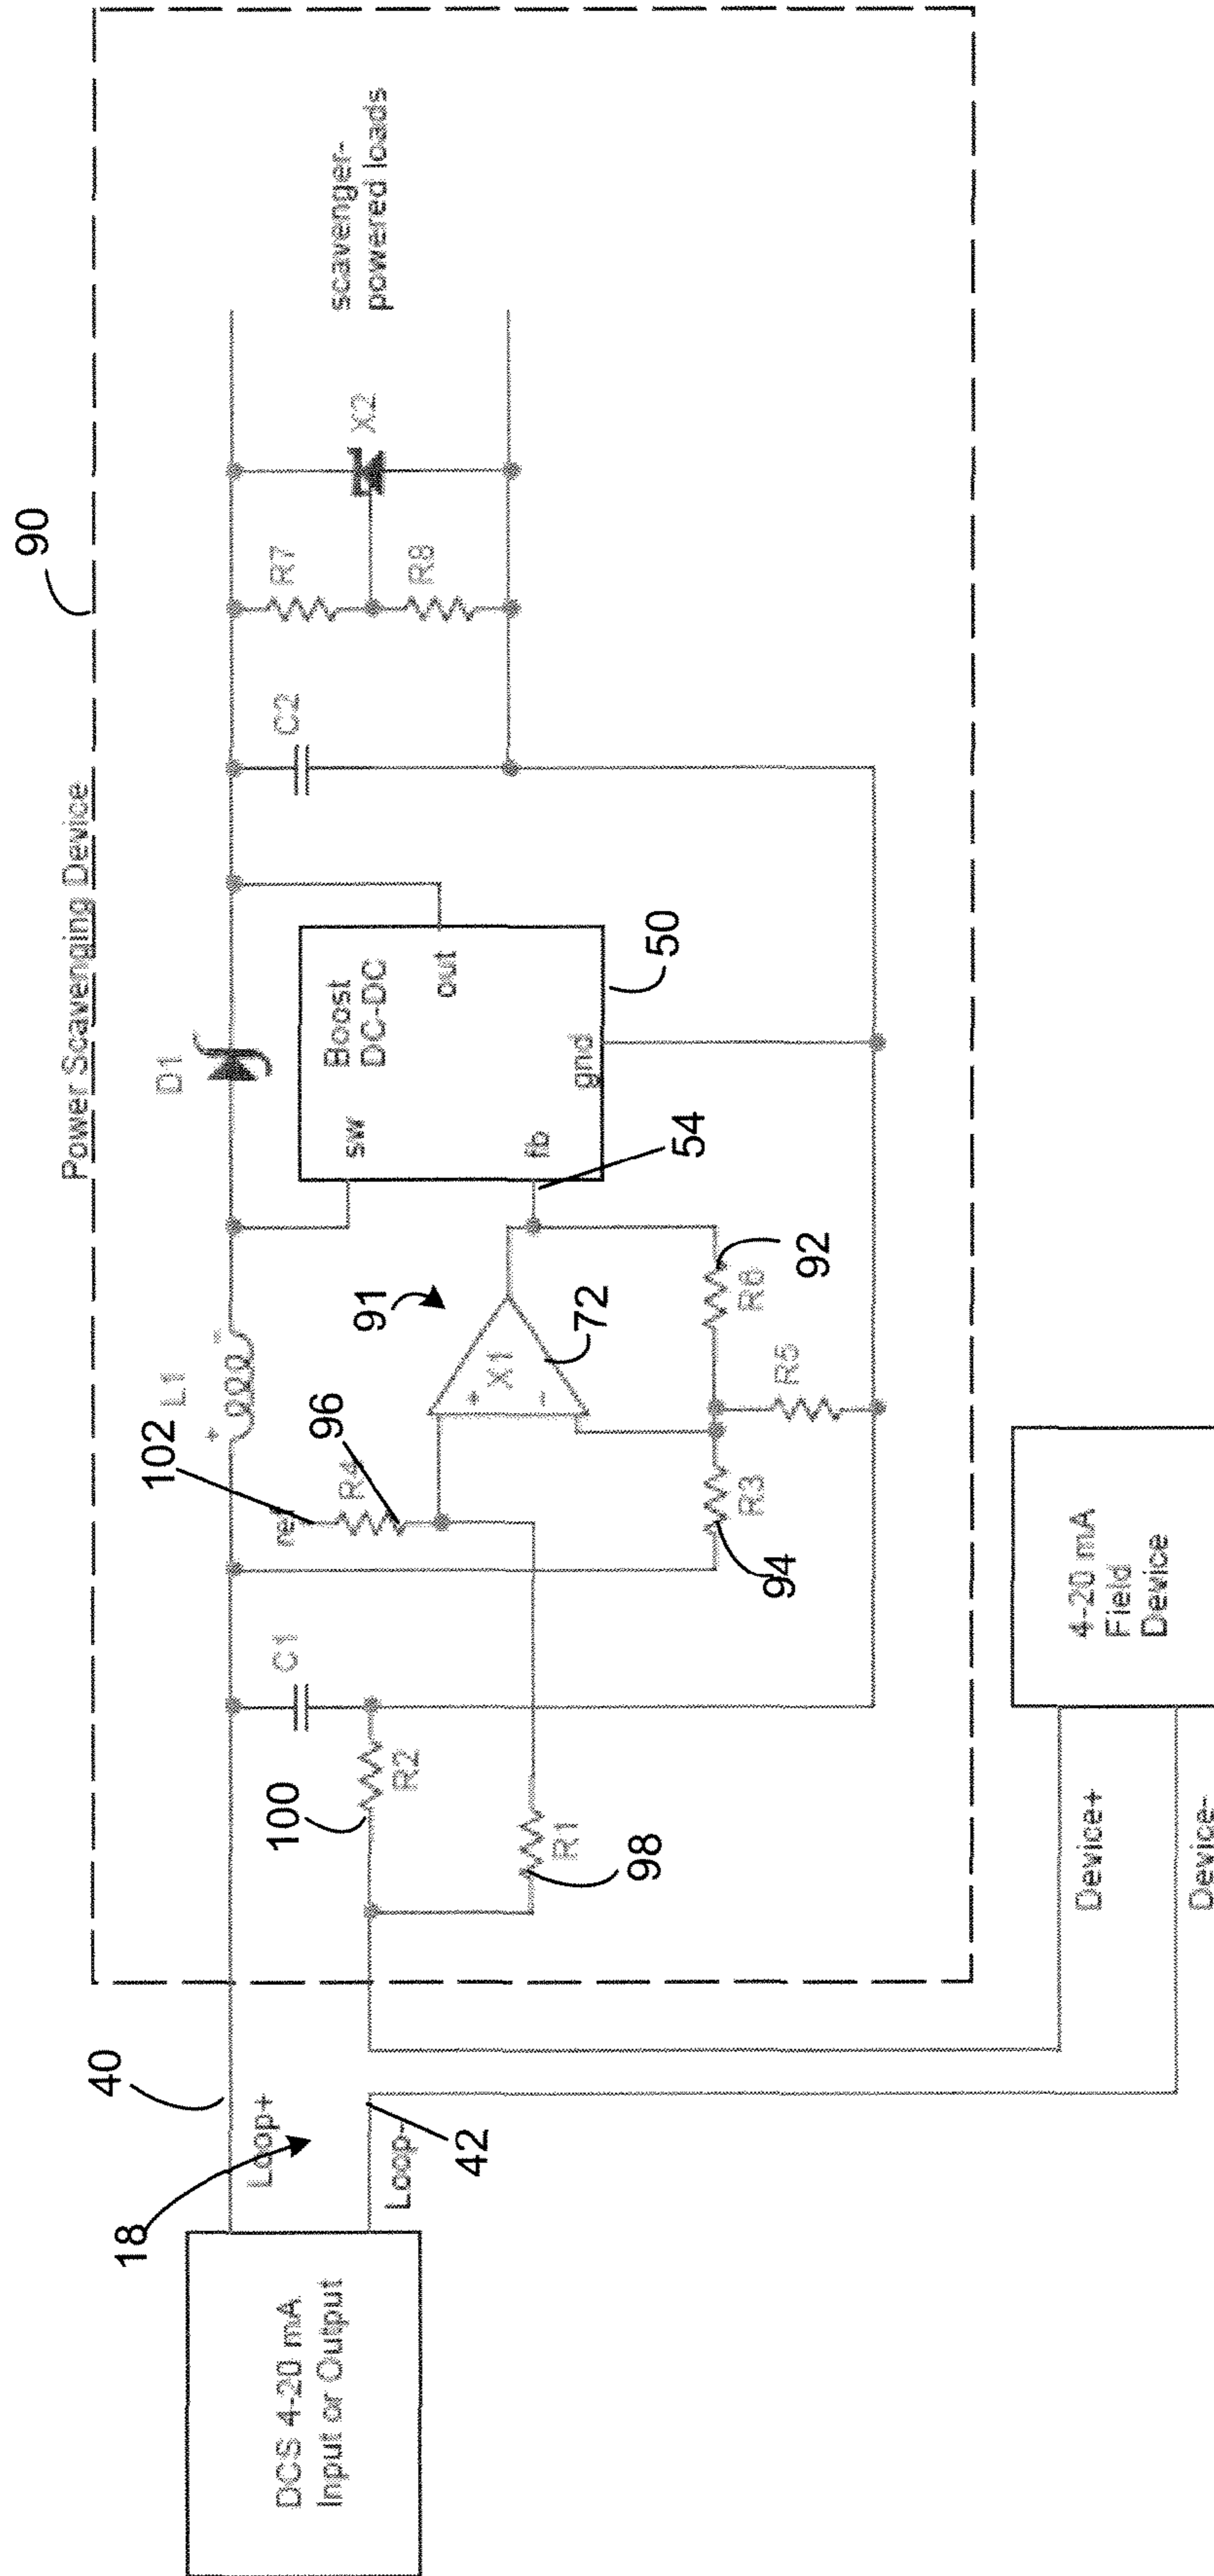 90
Power Scavenging Device
scavenger-
powered loads
D1
C2
R7
R8
X2
L1
+
-
102
ref
R4
96
91
X1
+
-
72
Boost
DC-DC
sw
out
fb
gnd
50
54
92
R6
R5
R3
94
C1
100
R2
R1
98
40
Loop+
18
Loop-
42
DCS 4-20 mA
Input or Output
4-20 mA
Field
Device
Device+
Device-